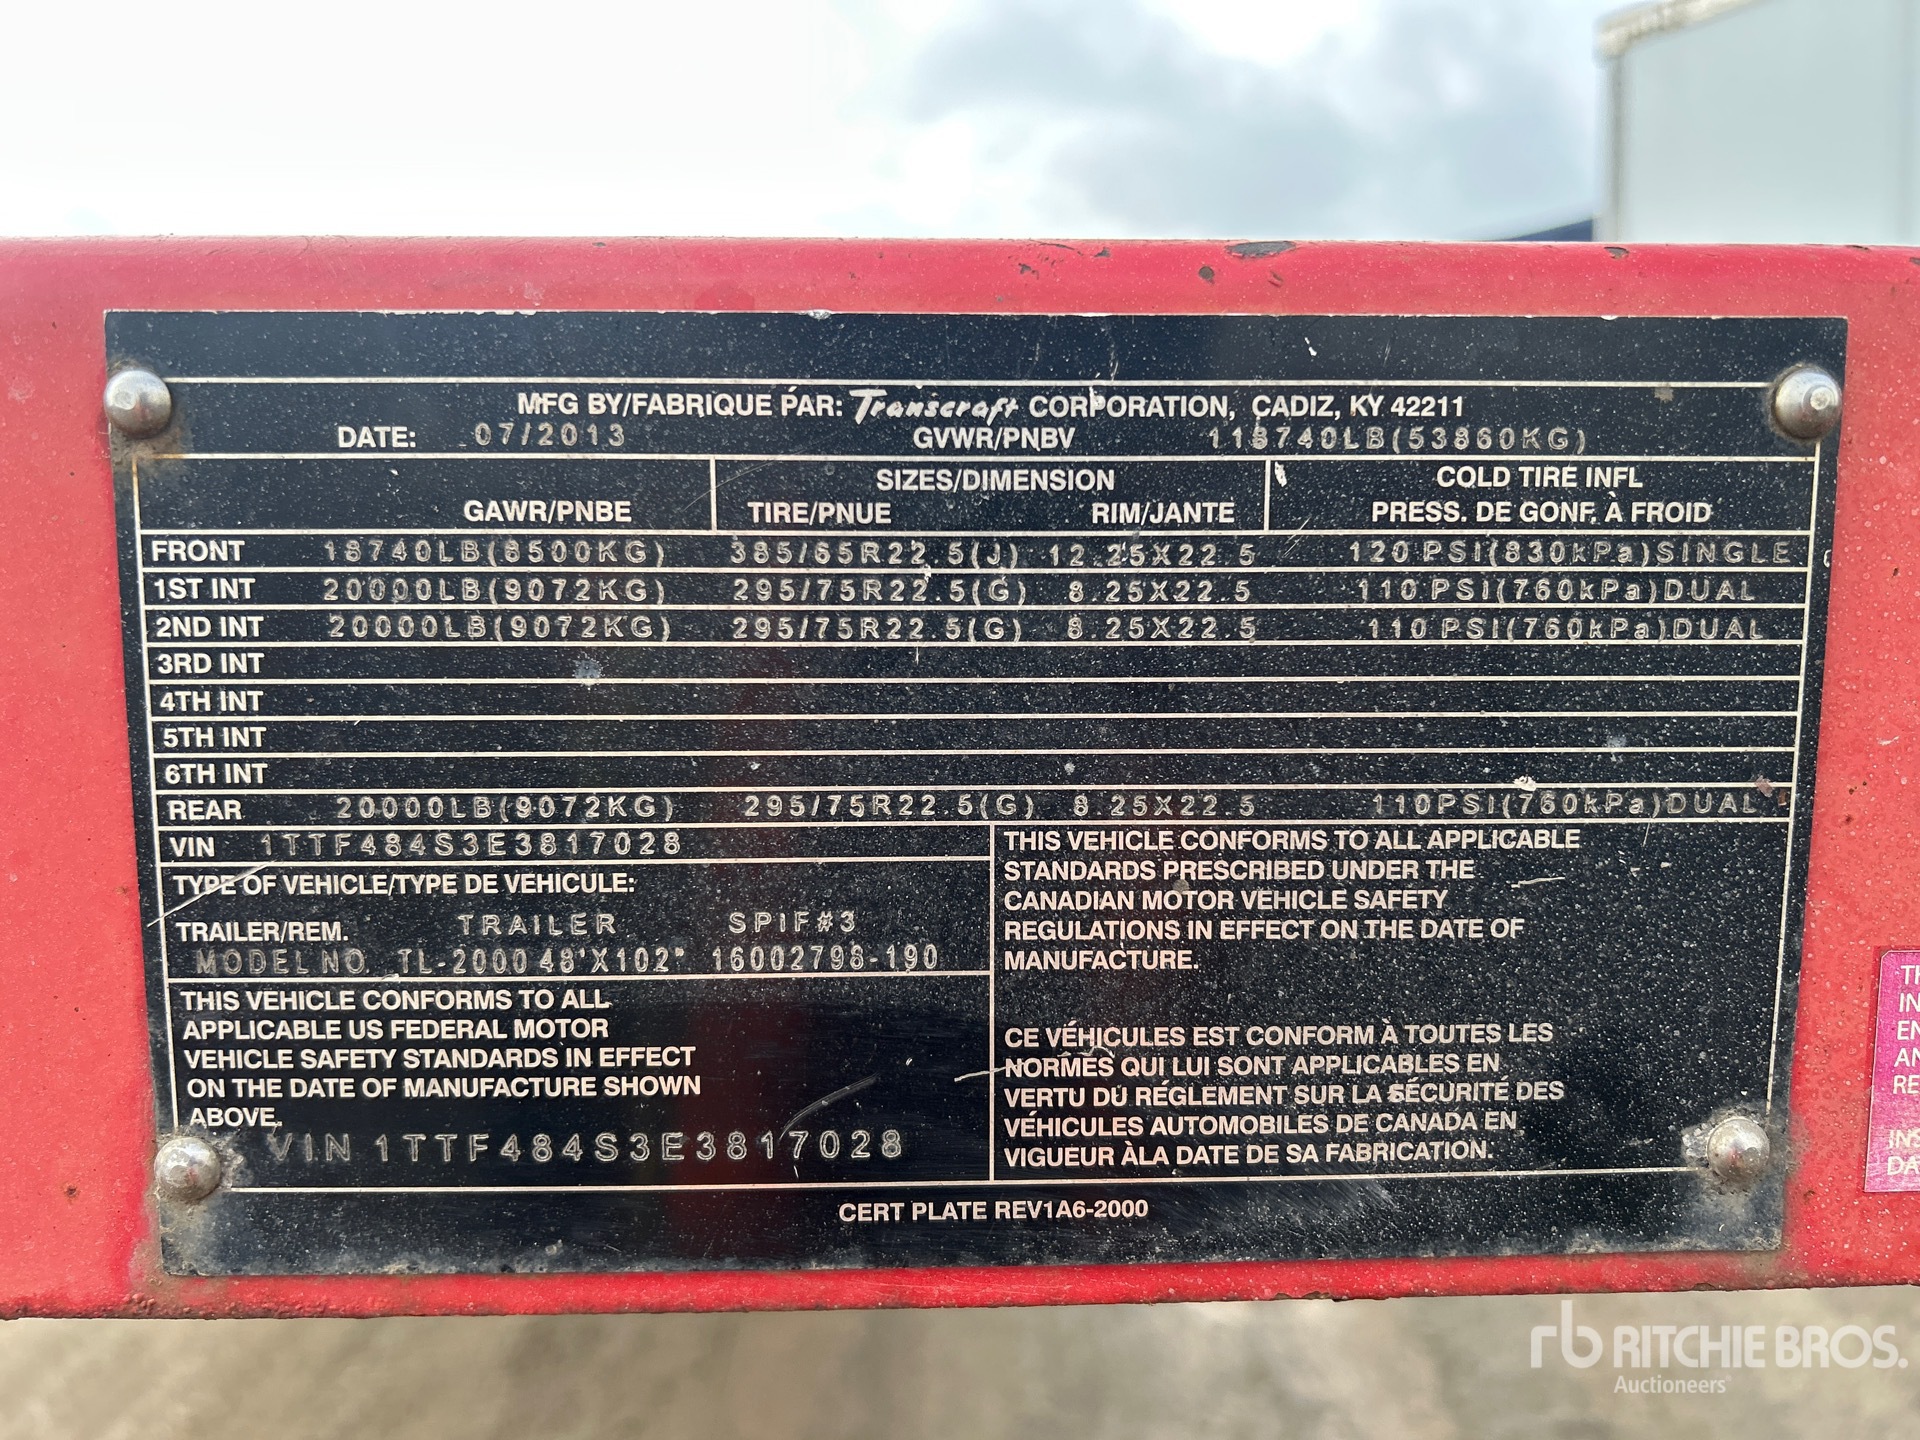 MFG BY/FABRIQUE PAR: Transcraft CORPORATION, CADIZ, KY 42211
DATE: 07/2013 GVWR/PNBV 118740LB(53860KG)
SIZES/DIMENSION COLD TIRE INFL
GAWR/PNBE TIRE/PNUE RIM/JANTE PRESS. DE GONF. À FROID
FRONT 18740LB(8500KG) 385/65R22.5(J) 12.25X22.5 120 PSI(830kPa)SINGLE
1ST INT 20000LB(9072KG) 295/75R22.5(G) 8.25X22.5 110 PSI(760kPa)DUAL
2ND INT 20000LB(9072KG) 295/75R22.5(G) 8.25X22.5 110 PSI(760kPa)DUAL
3RD INT
4TH INT
5TH INT
6TH INT
REAR 20000LB(9072KG) 295/75R22.5(G) 8.25X22.5 110PSI(760kPa)DUAL
VIN 1TTF484S3E3817028
TYPE OF VEHICLE/TYPE DE VEHICULE:
TRAILER/REM. TRAILER SPIF#3
MODEL NO. TL-2000 48'X102" 16002798-190
THIS VEHICLE CONFORMS TO ALL
APPLICABLE US FEDERAL MOTOR
VEHICLE SAFETY STANDARDS IN EFFECT
ON THE DATE OF MANUFACTURE SHOWN
ABOVE.
VIN 1TTF484S3E3817028
THIS VEHICLE CONFORMS TO ALL APPLICABLE
STANDARDS PRESCRIBED UNDER THE
CANADIAN MOTOR VEHICLE SAFETY
REGULATIONS IN EFFECT ON THE DATE OF
MANUFACTURE.
CE VÉHICULES EST CONFORM À TOUTES LES
NORMES QUI LUI SONT APPLICABLES EN
VERTU DU RÉGLEMENT SUR LA SÉCURITÉ DES
VÉHICULES AUTOMOBILES DE CANADA EN
VIGUEUR ÀLA DATE DE SA FABRICATION.
CERT PLATE REV1A6-2000
rb RITCHIE BROS.
Auctioneers